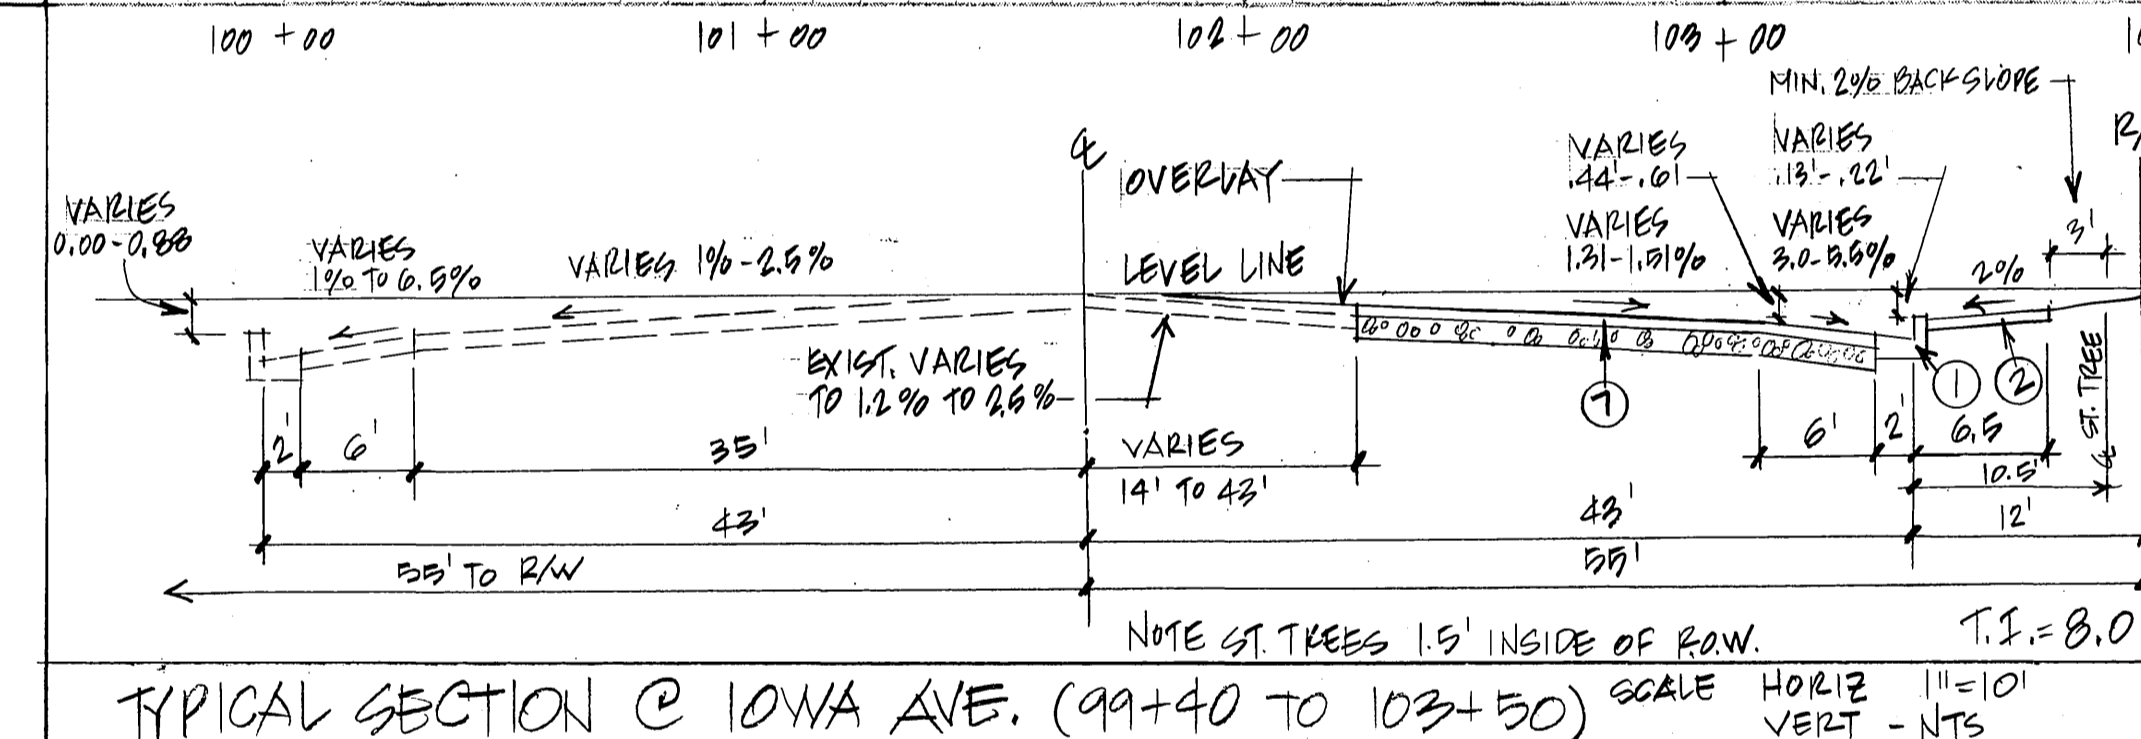 100 + 00
101 + 00
102 + 00
103 + 00
MIN. 2% BACKSLOPE
℄
OVERLAY
VARIES
.44'-.61
VARIES
.13'-.22'
VARIES
0.00-0.88
VARIES
1% TO 6.5%
VARIES 1%-2.5%
LEVEL LINE
VARIES
1.31-1.51%
VARIES
3.0-5.5%
2%
3'
EXIST. VARIES
TO 1.2% TO 2.5%
7
1
2
℄ ST. TREE
2'
6'
35'
VARIES
14' TO 43'
6'
2'
6.5
10.5'
43'
43'
12'
55' TO R/W
55'
NOTE ST. TREES 1.5' INSIDE OF R.O.W.
T.I.= 8.0
TYPICAL SECTION @ IOWA AVE. (99+40 TO 103+50)
SCALE HORIZ 1"=10'
VERT - NTS